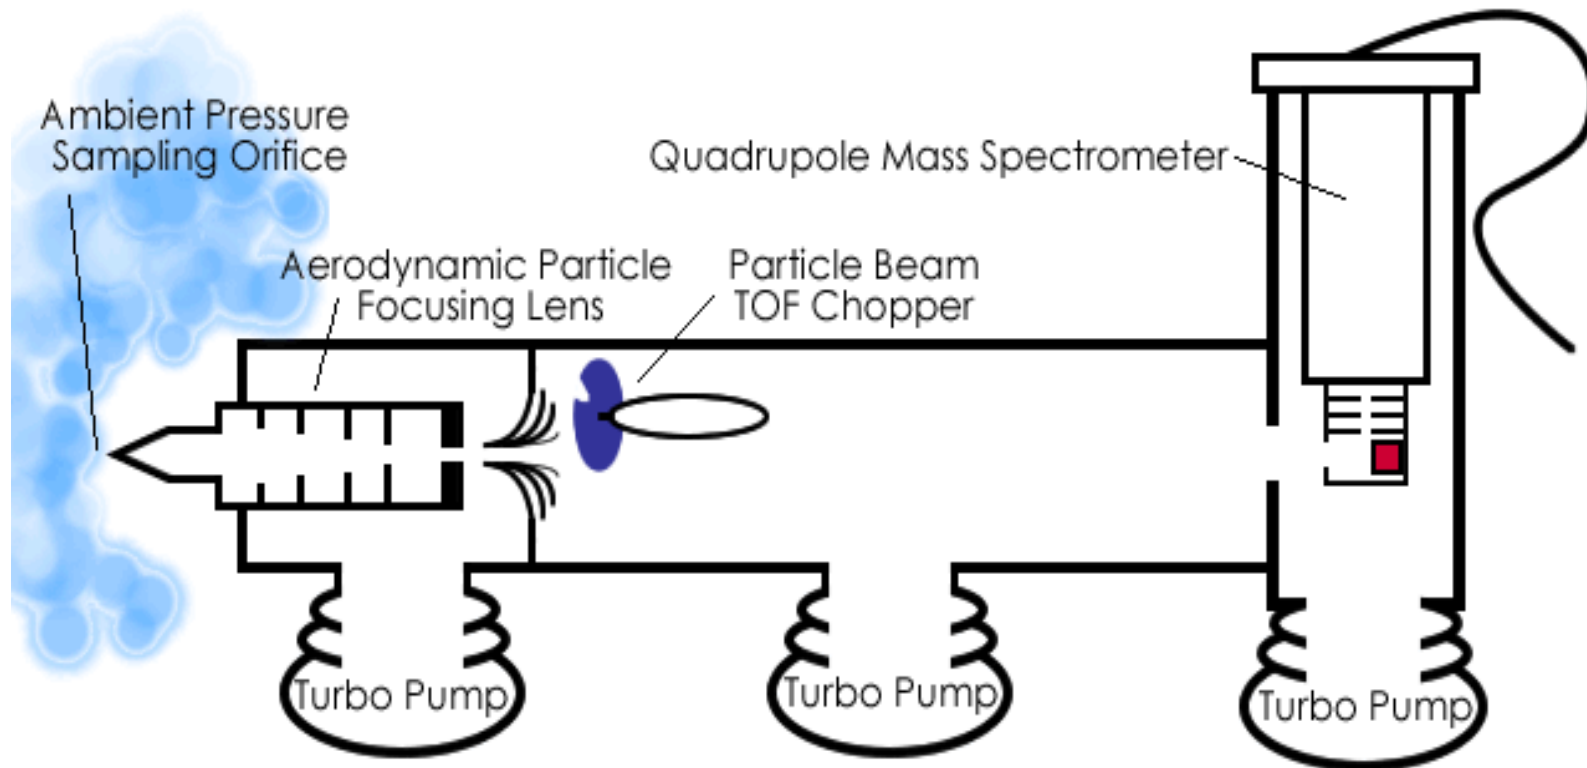 Ambient Pressure
Sampling Orifice
Quadrupole Mass Spectrometer
Aerodynamic Particle
Focusing Lens
Particle Beam
TOF Chopper
Turbo Pump
Turbo Pump
Turbo Pump